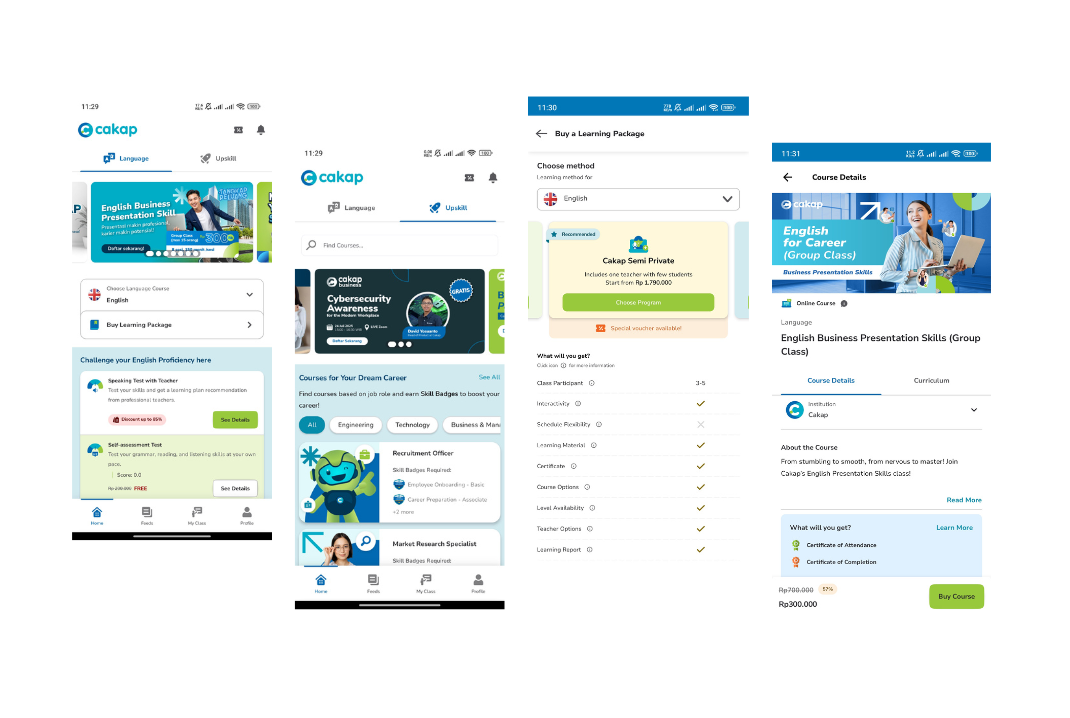 11:29
cakap
Language
Upskill
English Business
Presentation Skill
Presentasi makin profesional,
karier makin potensial!
Daftar sekarang!
300
Choose Language Course
English
Buy Learning Package
Challenge your English Proficiency here
Speaking Test with Teacher
Test your skills and get a learning plan recommendation
from professional teachers.
Discount up to 85%
See Details
Self-assessment Test
Test your grammar, reading, and listening skills at your own
pace.
Score: 0.0
FREE
See Details
Home
Feeds
My Class
Profile
11:29
cakap
Language
Upskill
Find Courses...
cakap
business
GRATIS
Cybersecurity
Awareness
for the Modern Workplace
David Yaswanto
Daftar Sekarang
Courses for Your Dream Career
See All
Find courses based on job role and earn Skill Badges to boost your
career!
All
Engineering
Technology
Business & Man
Recruitment Officer
Skill Badges Required:
Employee Onboarding - Basic
Career Preparation - Associate
+2 more
Market Research Specialist
Skill Badges Required:
Home
Feeds
My Class
Profile
11:30
Buy a Learning Package
Choose method
Learning method for
English
Recommended
Cakap Semi Private
Includes one teacher with few students
Start from Rp 1,790.000
Choose Program
Special voucher available!
What will you get?
Click icon for more information
Class Participant
3-5
Interactivity
Schedule Flexibility
Learning Material
Certificate
Course Options
Level Availability
Teacher Options
Learning Report
11:31
Course Details
cakap
English
for Career
(Group Class)
Business Presentation Skills
Online Course
Language
English Business Presentation Skills (Group
Class)
Course Details
Curriculum
Institution
Cakap
About the Course
From stumbling to smooth, from nervous to master! Join
Cakap's English Presentation Skills class!
Read More
What will you get?
Learn More
Certificate of Attendance
Certificate of Completion
Rp700.000
57%
Rp300.000
Buy Course